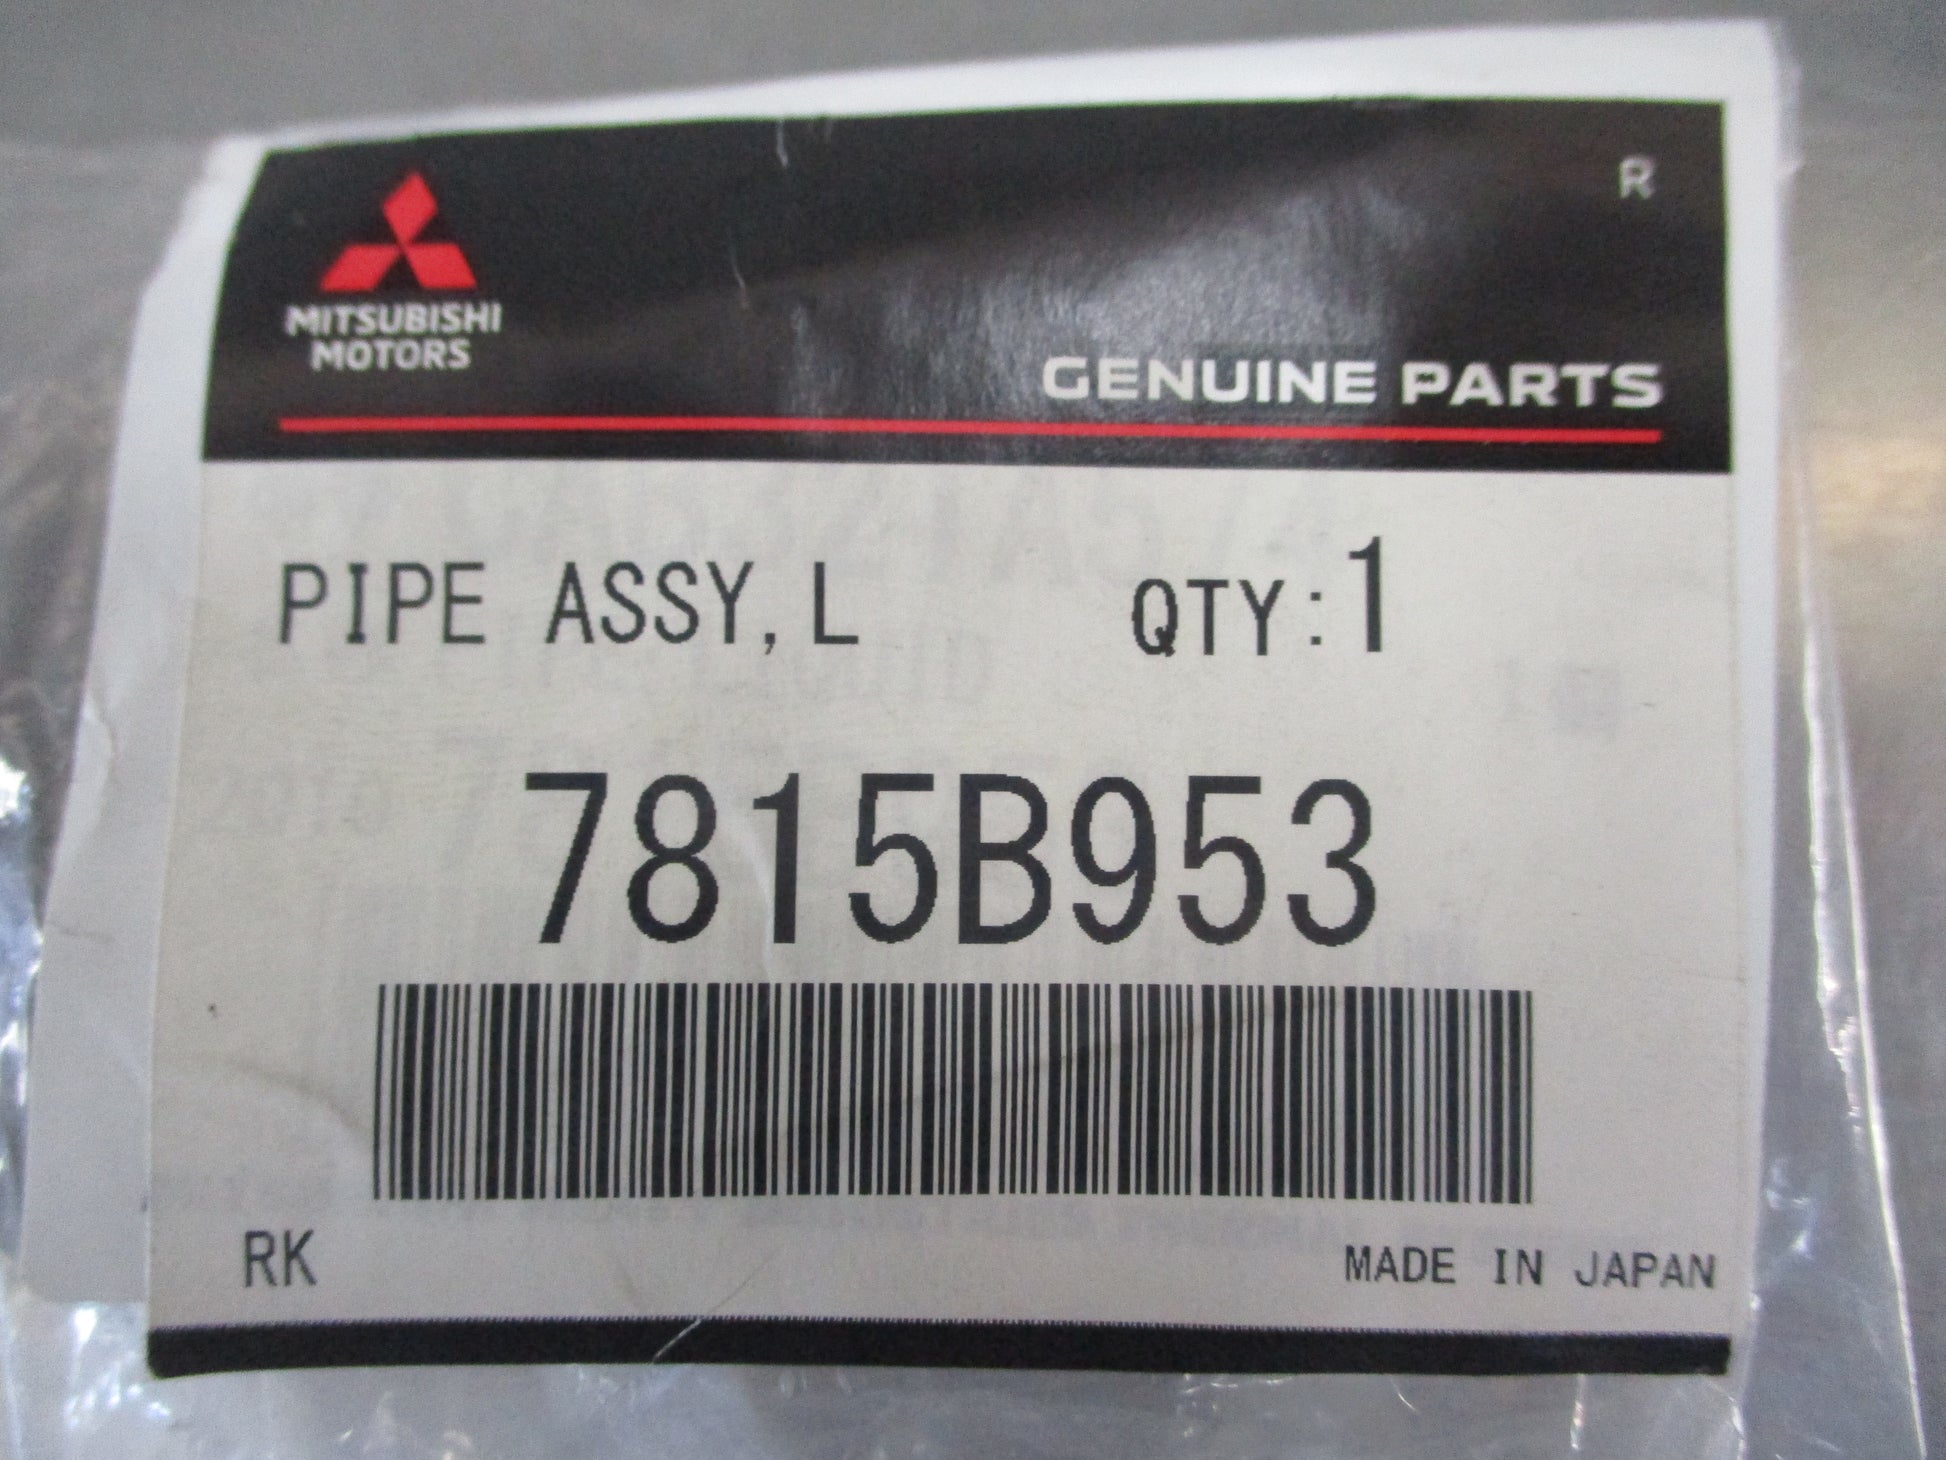 R
MITSUBISHI
MOTORS
GENUINE PARTS
PIPE ASSY, L QTY:1
7815B953
RK MADE IN JAPAN